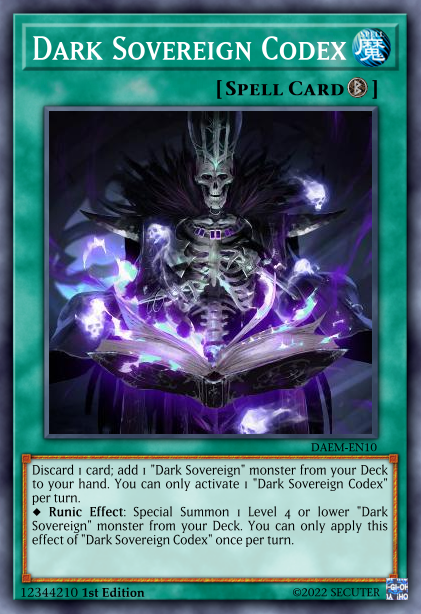 Dark Sovereign Codex 魔
[Spell Card]
DAEM-EN10
Discard 1 card; add 1 "Dark Sovereign" monster from your Deck
to your hand. You can only activate 1 "Dark Sovereign Codex"
per turn.
◆ Runic Effect: Special Summon 1 Level 4 or lower "Dark
Sovereign" monster from your Deck. You can only apply this
effect of "Dark Sovereign Codex" once per turn.
12344210 1st Edition ©2022 SECUTER